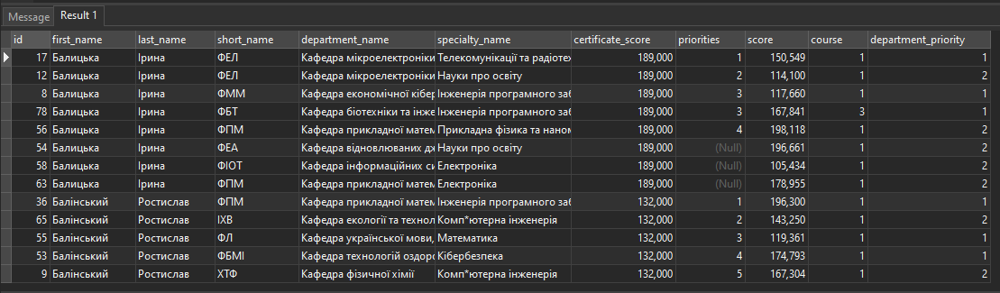 Message Result 1
id first_name last_name short_name department_name specialty_name certificate_score priorities score course department_priority
17 Балицька Ірина ФЕЛ Кафедра мікроелектроніки Телекомунікації та радіотех 189,000 1 150,549 1 1
12 Балицька Ірина ФЕЛ Кафедра мікроелектроніки Науки про освіту 189,000 2 114,100 1 2
8 Балицька Ірина ФММ Кафедра економічної кібер Інженерія програмного заб 189,000 3 117,660 1 1
78 Балицька Ірина ФБТ Кафедра біотехніки та інже Інженерія програмного заб 189,000 3 167,841 3 1
56 Балицька Ірина ФПМ Кафедра прикладної матем Прикладна фізика та наном 189,000 4 198,118 1 2
54 Балицька Ірина ФЕА Кафедра відновлюваних дж Науки про освіту 189,000 (Null) 196,661 1 2
58 Балицька Ірина ФІОТ Кафедра інформаційних си Електроніка 189,000 (Null) 105,434 1 2
63 Балицька Ірина ФПМ Кафедра прикладної матем Електроніка 189,000 (Null) 178,955 1 2
36 Балінський Ростислав ФПМ Кафедра прикладної матем Інженерія програмного заб 132,000 1 196,300 1 1
65 Балінський Ростислав ІХВ Кафедра екології та технол Комп*ютерна інженерія 132,000 2 143,250 1 2
55 Балінський Ростислав ФЛ Кафедра української мови, Математика 132,000 3 119,361 1 1
53 Балінський Ростислав ФБМІ Кафедра технологій оздоро Кібербезпека 132,000 4 174,793 1 1
9 Балінський Ростислав ХТФ Кафедра фізичної хімії Комп*ютерна інженерія 132,000 5 167,304 1 2